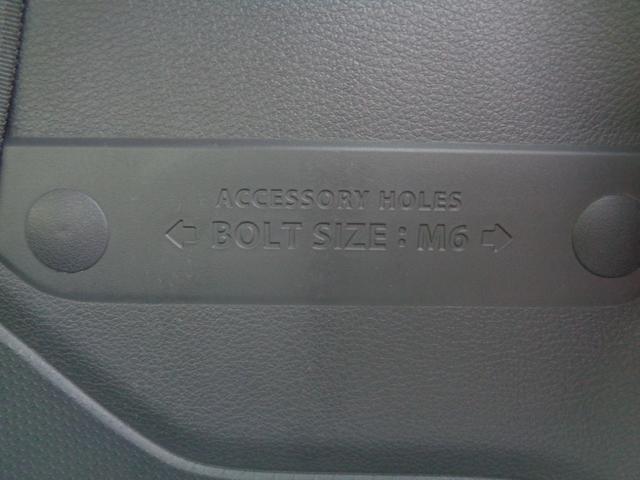 ACCESSORY HOLES
⇦ BOLT SIZE : M6 ⇨